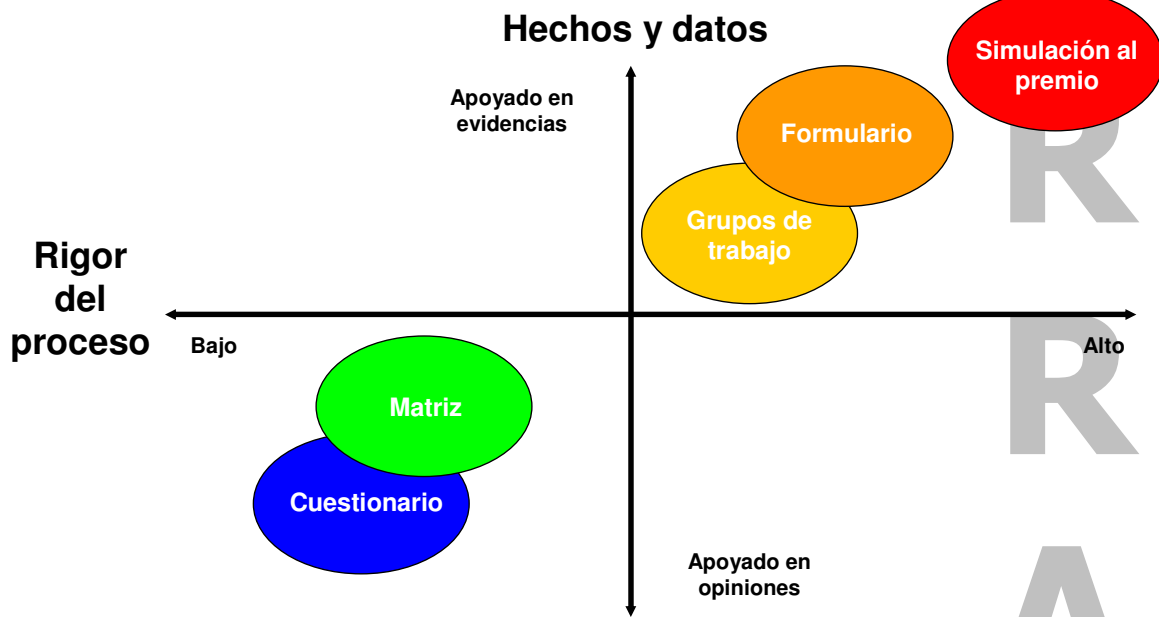 Hechos y datos
Simulación al
premio
Apoyado en
evidencias
Formulario
Grupos de
trabajo
Rigor
del
proceso
Bajo
Alto
Matriz
Cuestionario
Apoyado en
opiniones
R
R
A